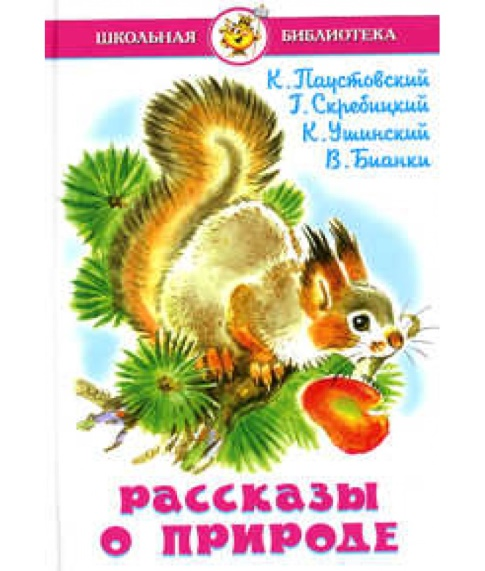 ШКОЛЬНАЯ БИБЛИОТЕКА
К. Паустовский
Г. Скребицкий
К. Ушинский
В. Бианки
РАССКАЗЫ
О ПРИРОДЕ